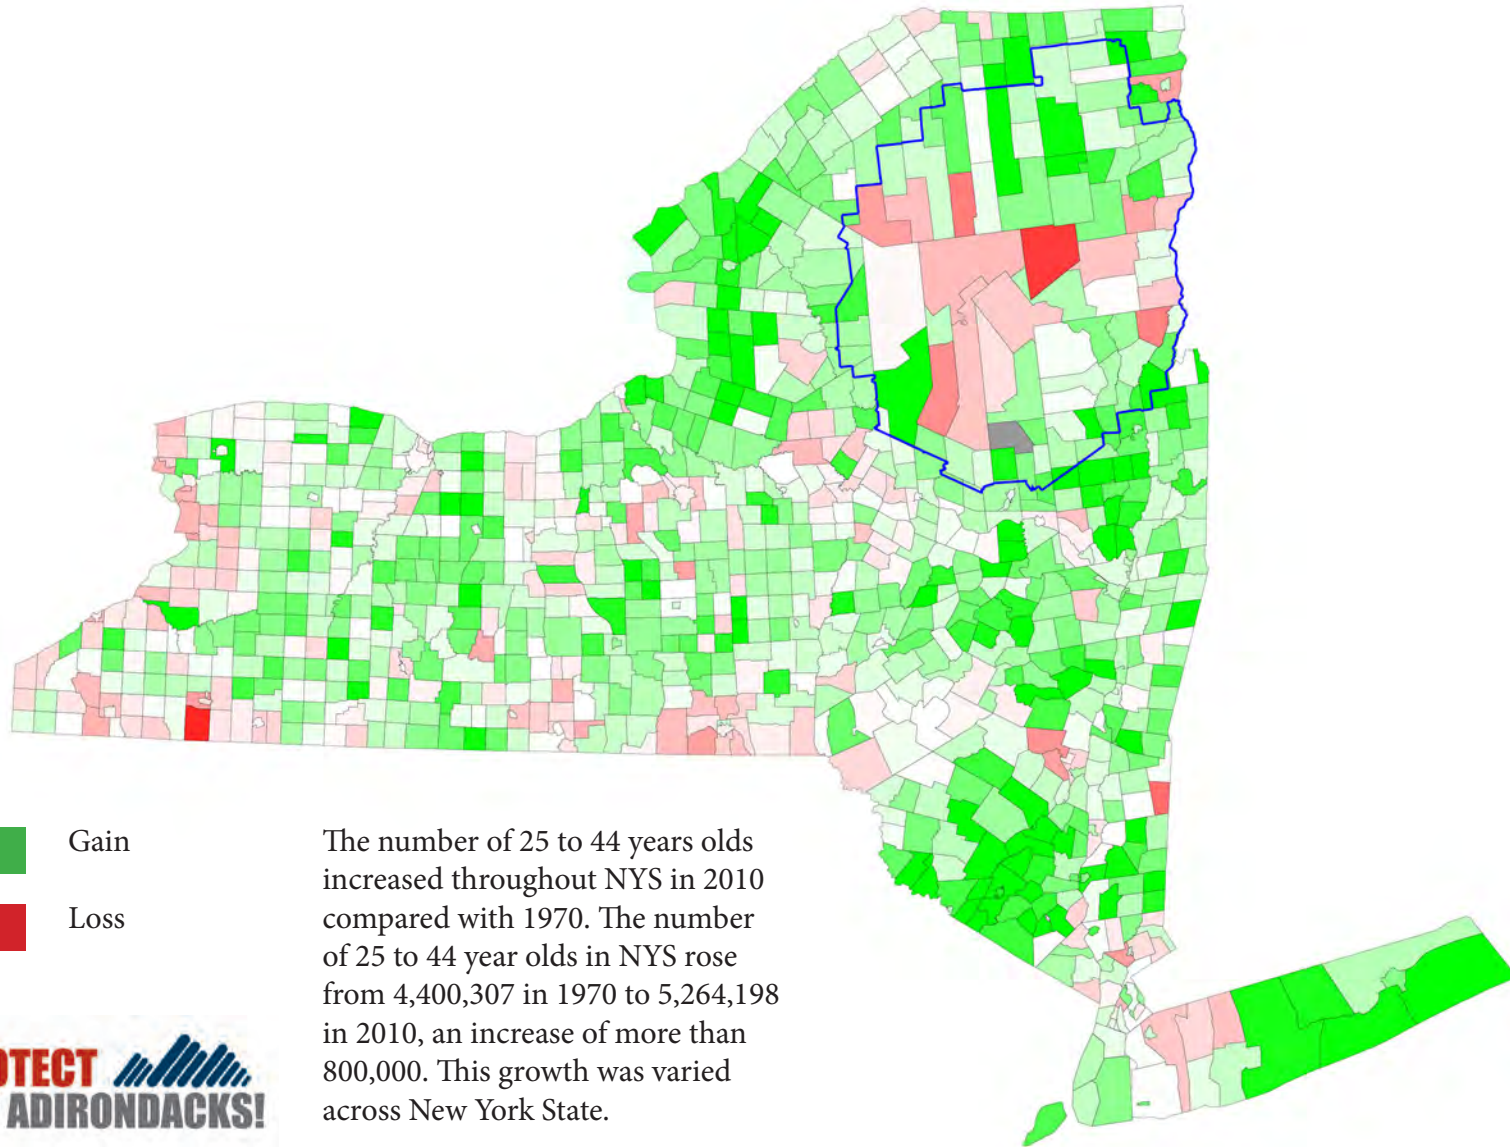 Gain
Loss
The number of 25 to 44 years olds
increased throughout NYS in 2010
compared with 1970. The number
of 25 to 44 year olds in NYS rose
from 4,400,307 in 1970 to 5,264,198
in 2010, an increase of more than
800,000. This growth was varied
across New York State.
OTECT
ADIRONDACKS!